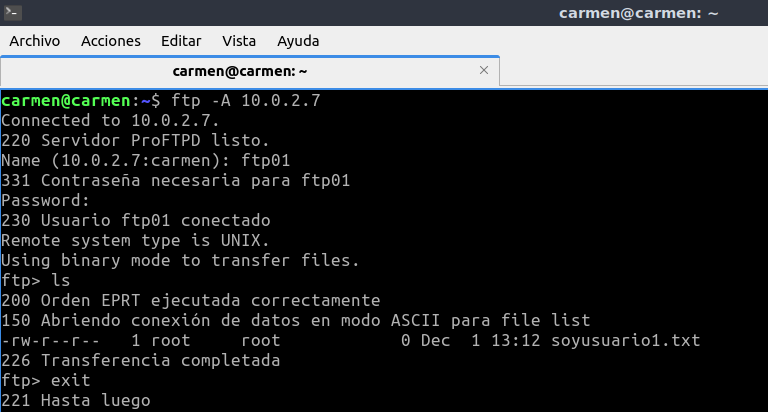 carmen@carmen: ~
Archivo Acciones Editar Vista Ayuda
carmen@carmen: ~ ×
carmen@carmen:~$ ftp -A 10.0.2.7
Connected to 10.0.2.7.
220 Servidor ProFTPD listo.
Name (10.0.2.7:carmen): ftp01
331 Contraseña necesaria para ftp01
Password:
230 Usuario ftp01 conectado
Remote system type is UNIX.
Using binary mode to transfer files.
ftp> ls
200 Orden EPRT ejecutada correctamente
150 Abriendo conexión de datos en modo ASCII para file list
-rw-r--r--   1 root     root            0 Dec  1 13:12 soyusuario1.txt
226 Transferencia completada
ftp> exit
221 Hasta luego